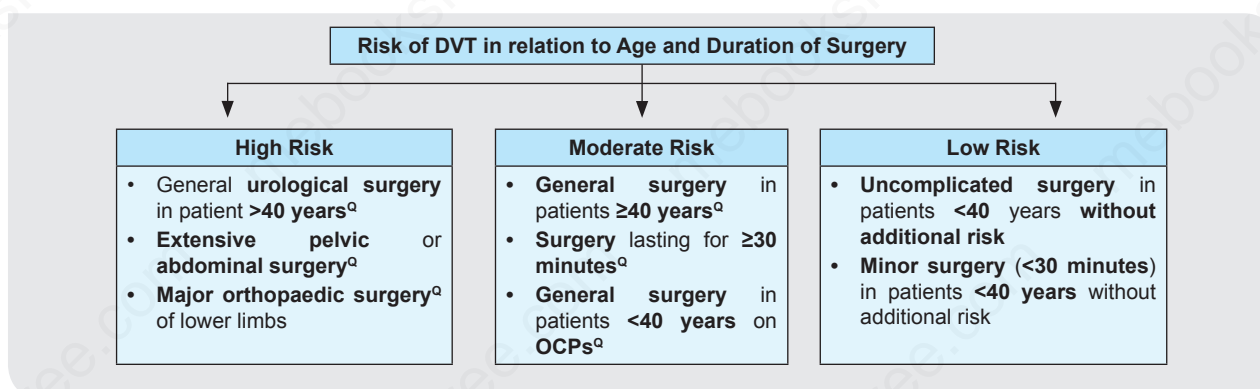 Risk of DVT in relation to Age and Duration of Surgery
High Risk
• General urological surgery
in patient >40 yearsQ
• Extensive pelvic or
abdominal surgeryQ
• Major orthopaedic surgeryQ
of lower limbs
Moderate Risk
• General surgery in
patients ≥40 yearsQ
• Surgery lasting for ≥30
minutesQ
• General surgery in
patients <40 years on
OCPsQ
Low Risk
• Uncomplicated surgery in
patients <40 years without
additional risk
• Minor surgery (<30 minutes)
in patients <40 years without
additional risk